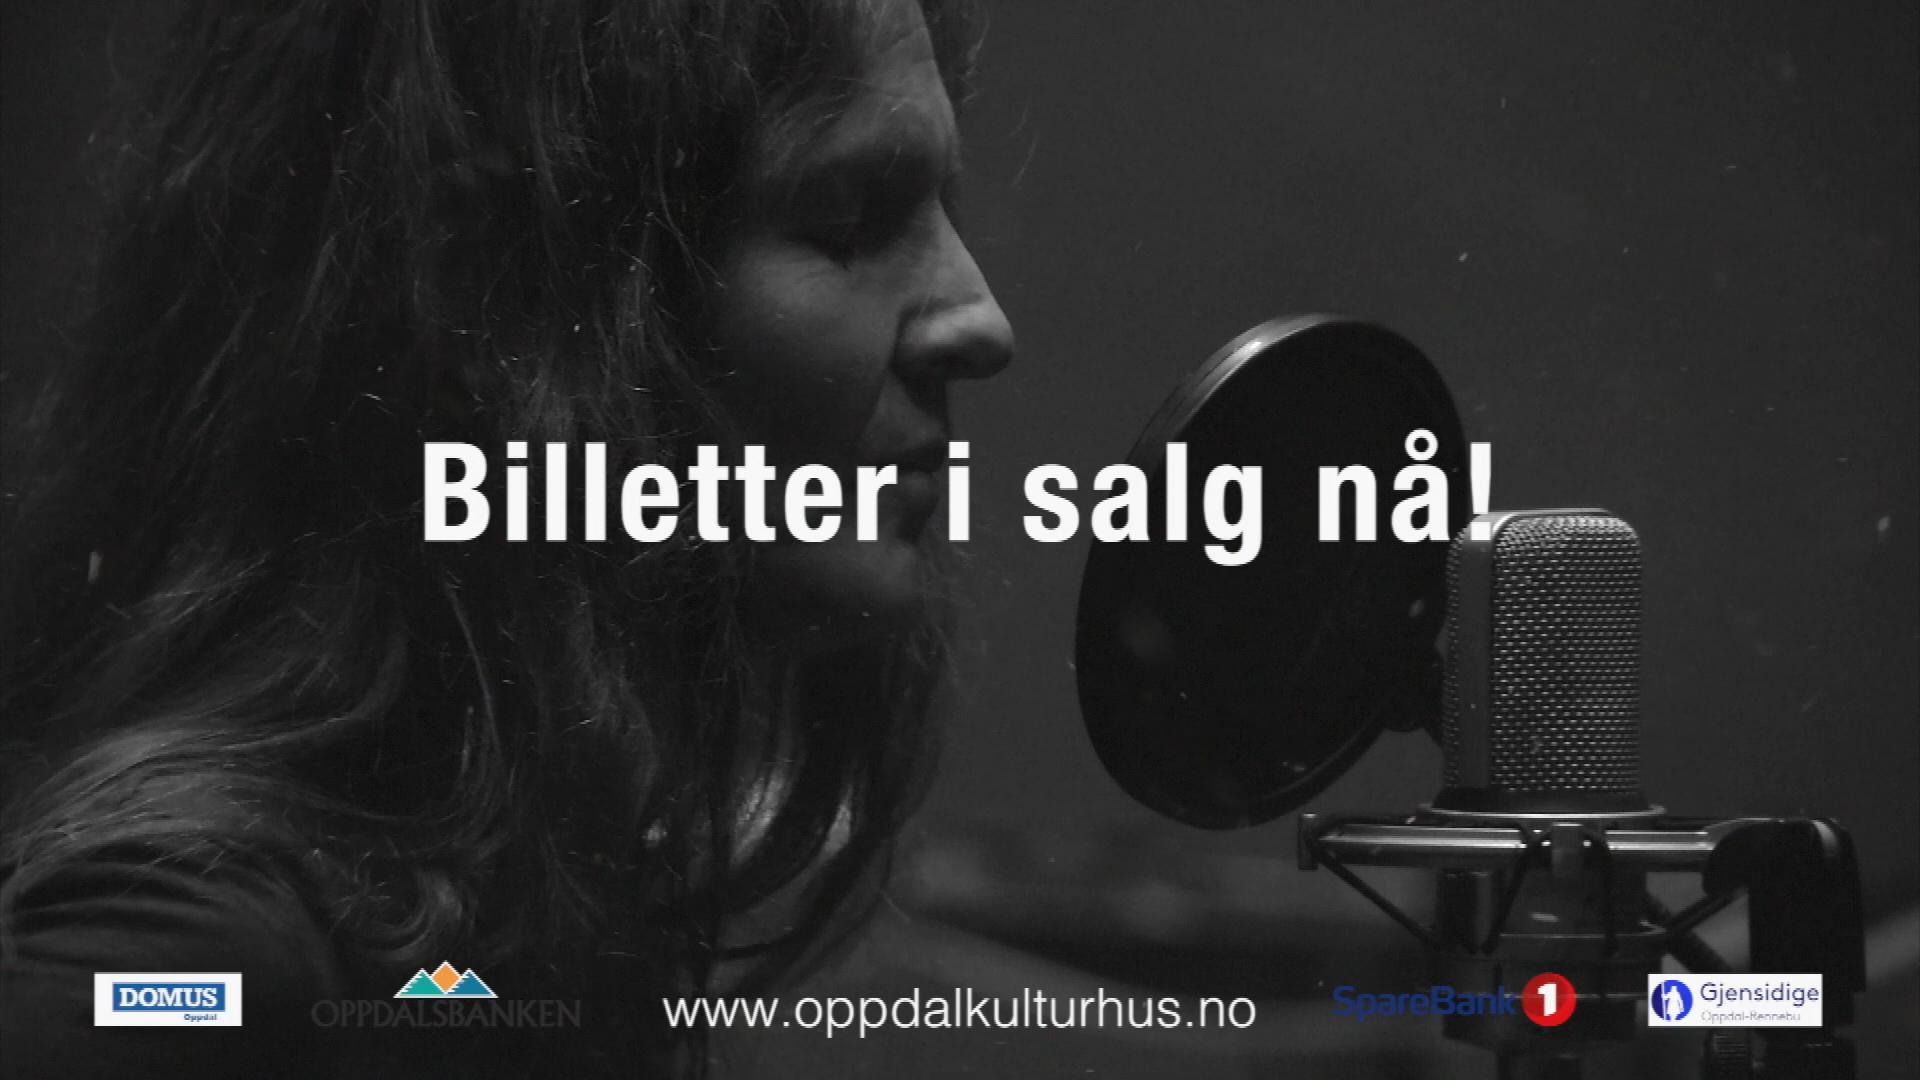 Billetter i salg nå!
DOMUS
Oppdal
OPPDALSBANKEN
www.oppdalkulturhus.no
SpareBank 1
Gjensidige
Oppdal-Rennebu